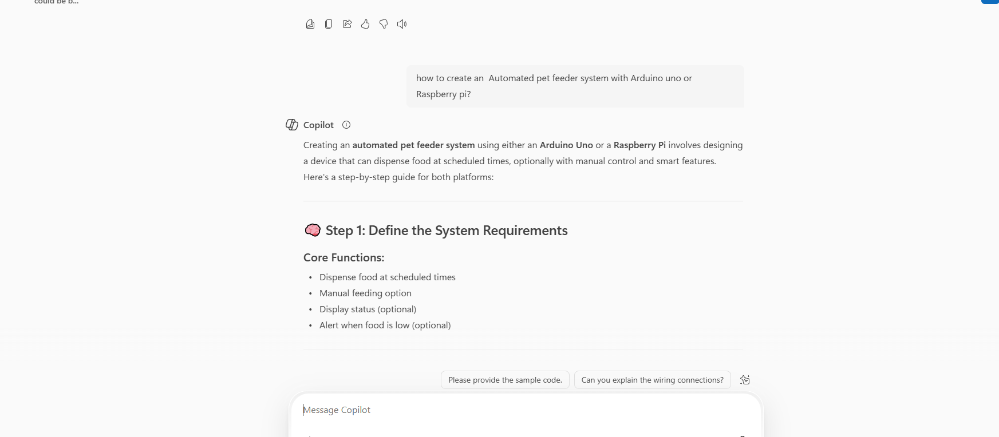 could be b...
how to create an  Automated pet feeder system with Arduino uno or
Raspberry pi?
Copilot
Creating an automated pet feeder system using either an Arduino Uno or a Raspberry Pi involves designing
a device that can dispense food at scheduled times, optionally with manual control and smart features.
Here's a step-by-step guide for both platforms:
Step 1: Define the System Requirements
Core Functions:
• Dispense food at scheduled times
• Manual feeding option
• Display status (optional)
• Alert when food is low (optional)
Please provide the sample code.
Can you explain the wiring connections?
Message Copilot